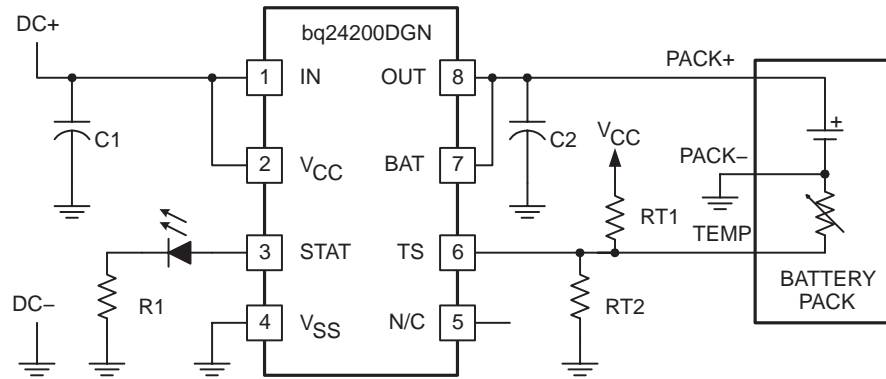 DC+
bq24200DGN
1 IN OUT 8
PACK+
C1
C2
VCC
2 VCC BAT 7
PACK–
RT1
3 STAT TS 6
TEMP
+
BATTERY
PACK
DC–
R1
RT2
4 VSS N/C 5